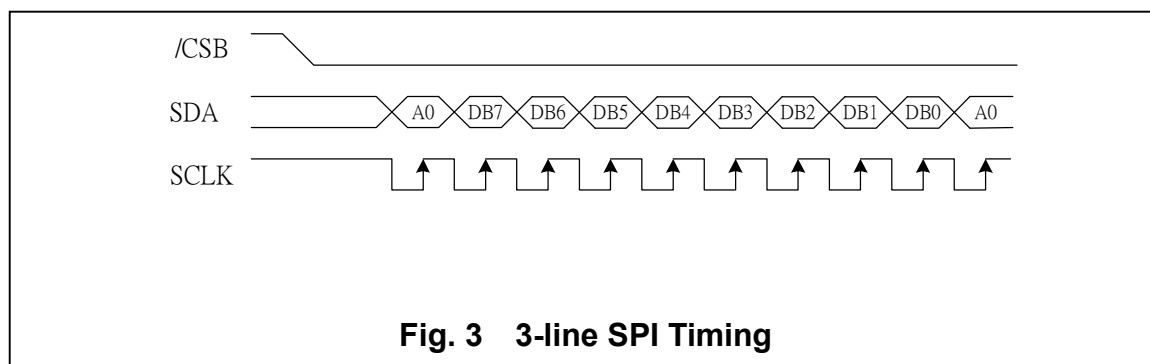 /CSB
SDA A0 DB7 DB6 DB5 DB4 DB3 DB2 DB1 DB0 A0
SCLK
Fig. 3 3-line SPI Timing